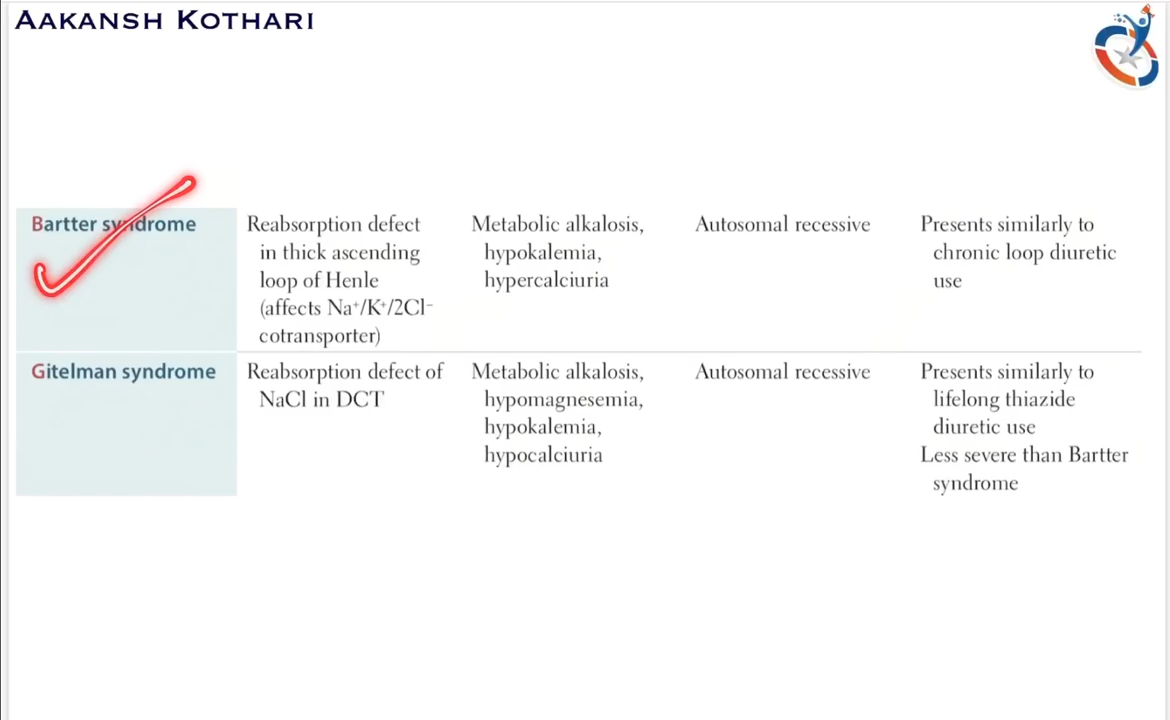 AAKANSH KOTHARI
Bartter syndrome
Reabsorption defect
in thick ascending
loop of Henle
(affects Na⁺/K⁺/2Cl⁻
cotransporter)
Metabolic alkalosis,
hypokalemia,
hypercalciuria
Autosomal recessive
Presents similarly to
chronic loop diuretic
use
Gitelman syndrome
Reabsorption defect of
NaCl in DCT
Metabolic alkalosis,
hypomagnesemia,
hypokalemia,
hypocalciuria
Autosomal recessive
Presents similarly to
lifelong thiazide
diuretic use
Less severe than Bartter
syndrome